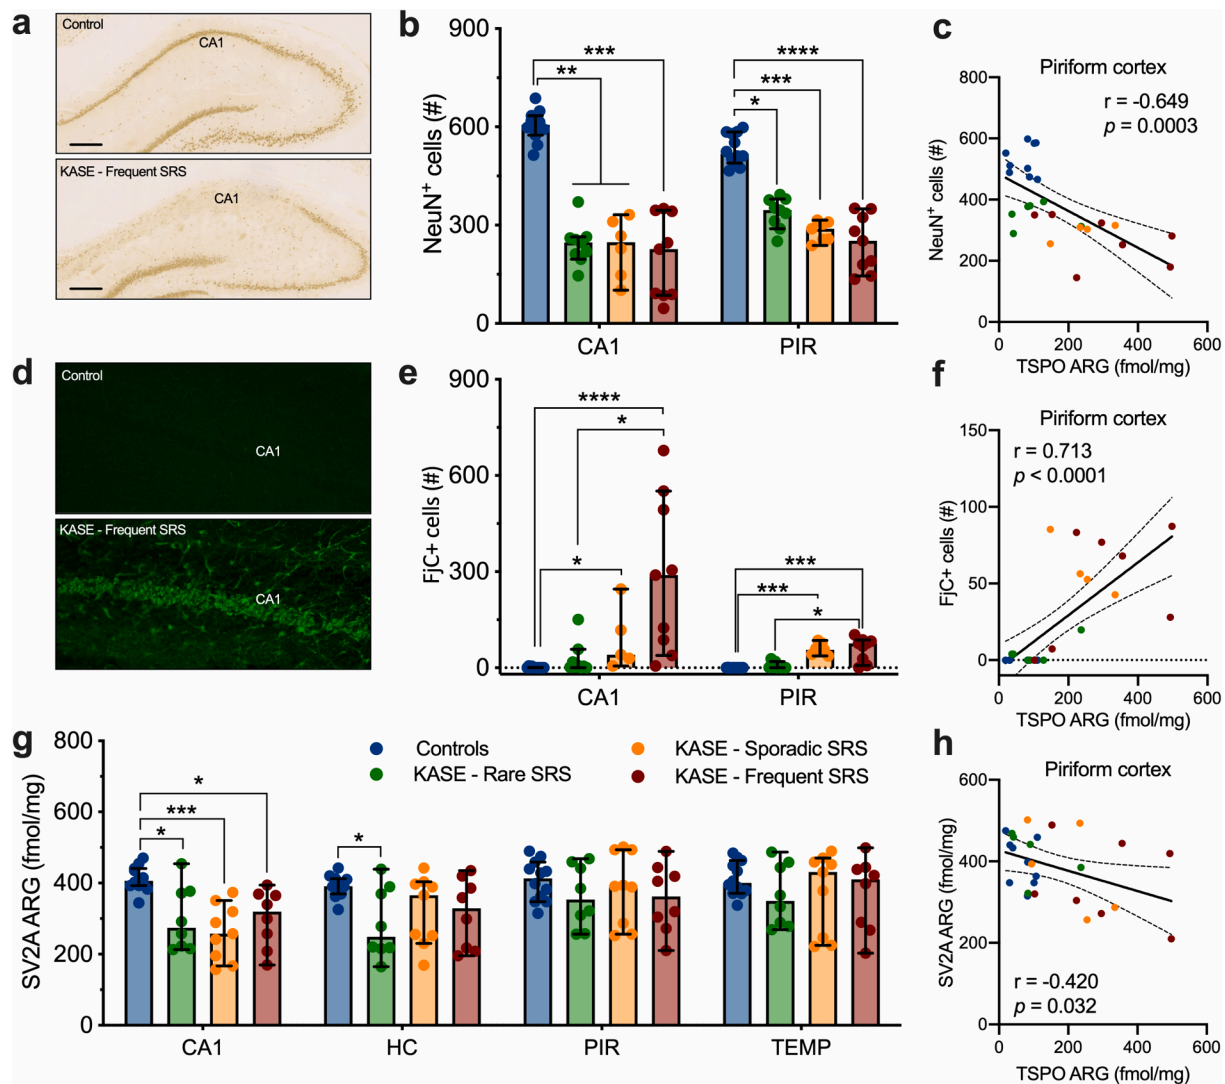 a
Control
CA1
KASE - Frequent SRS
CA1
b
900
600
300
0
NeuN+ cells (#)
***
**
****
***
*
CA1
PIR
c
Piriform cortex
r = -0.649
p = 0.0003
800
600
400
200
0
NeuN+ cells (#)
0
200
400
600
TSPO ARG (fmol/mg)
d
Control
CA1
KASE - Frequent SRS
CA1
e
900
600
300
0
FjC+ cells (#)
****
*
*
***
***
*
CA1
PIR
f
Piriform cortex
r = 0.713
p < 0.0001
150
100
50
0
FjC+ cells (#)
0
200
400
600
TSPO ARG (fmol/mg)
g
Controls
KASE - Rare SRS
KASE - Sporadic SRS
KASE - Frequent SRS
800
600
400
200
0
SV2A ARG (fmol/mg)
*
***
*
*
CA1
HC
PIR
TEMP
h
Piriform cortex
600
400
200
0
SV2A ARG (fmol/mg)
r = -0.420
p = 0.032
0
200
400
600
TSPO ARG (fmol/mg)